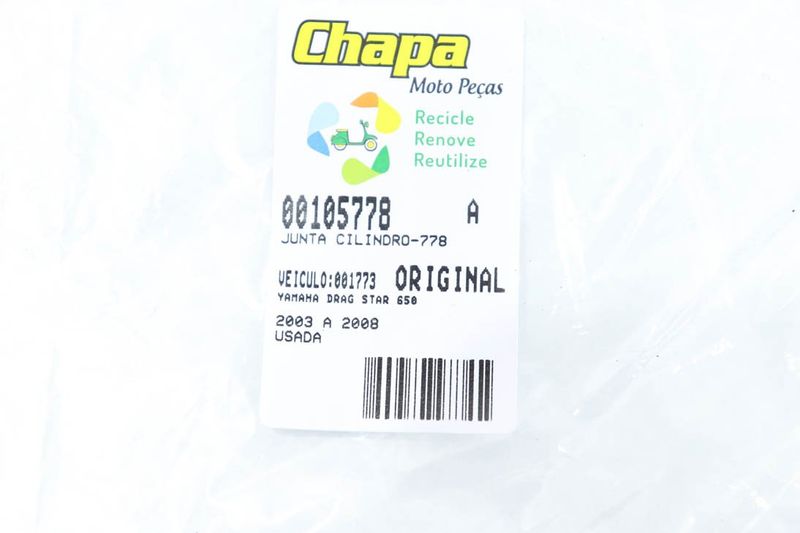 Chapa
Moto Peças
Recicle
Renove
Reutilize
00105778 A
JUNTA CILINDRO-778
VEICULO:001773 ORIGINAL
YAMAHA DRAG STAR 650
2003 A 2008
USADA